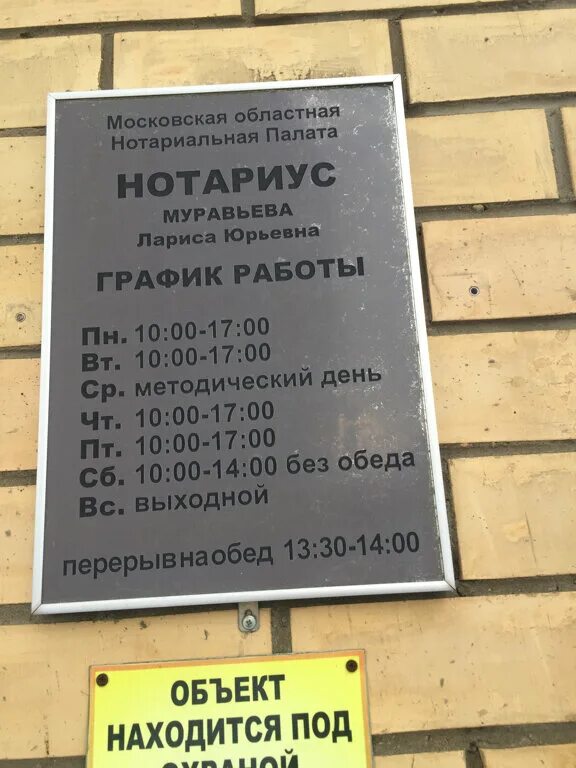 Московская областная
Нотариальная Палата
НОТАРИУС
МУРАВЬЕВА
Лариса Юрьевна
ГРАФИК РАБОТЫ
Пн. 10:00-17:00
Вт. 10:00-17:00
Ср. методический день
Чт. 10:00-17:00
Пт. 10:00-17:00
Сб. 10:00-14:00 без обеда
Вс. выходной
перерывнаобед 13:30-14:00
ОБЪЕКТ
НАХОДИТСЯ ПОД
ОХРАНОЙ